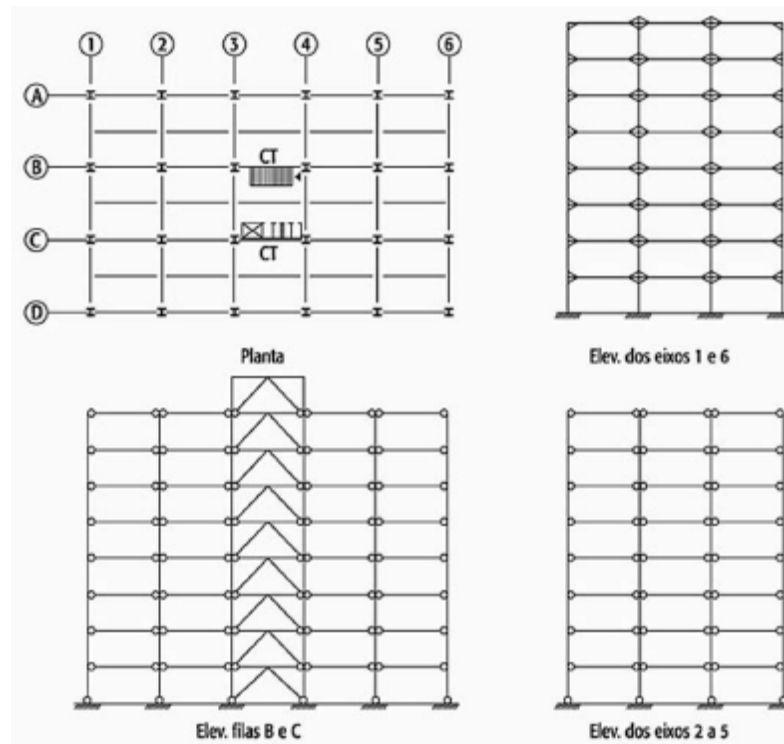 1 2 3 4 5 6
A
B
CT
C
CT
D
Planta
Elev. dos eixos 1 e 6
Elev. filas B e C
Elev. dos eixos 2 a 5